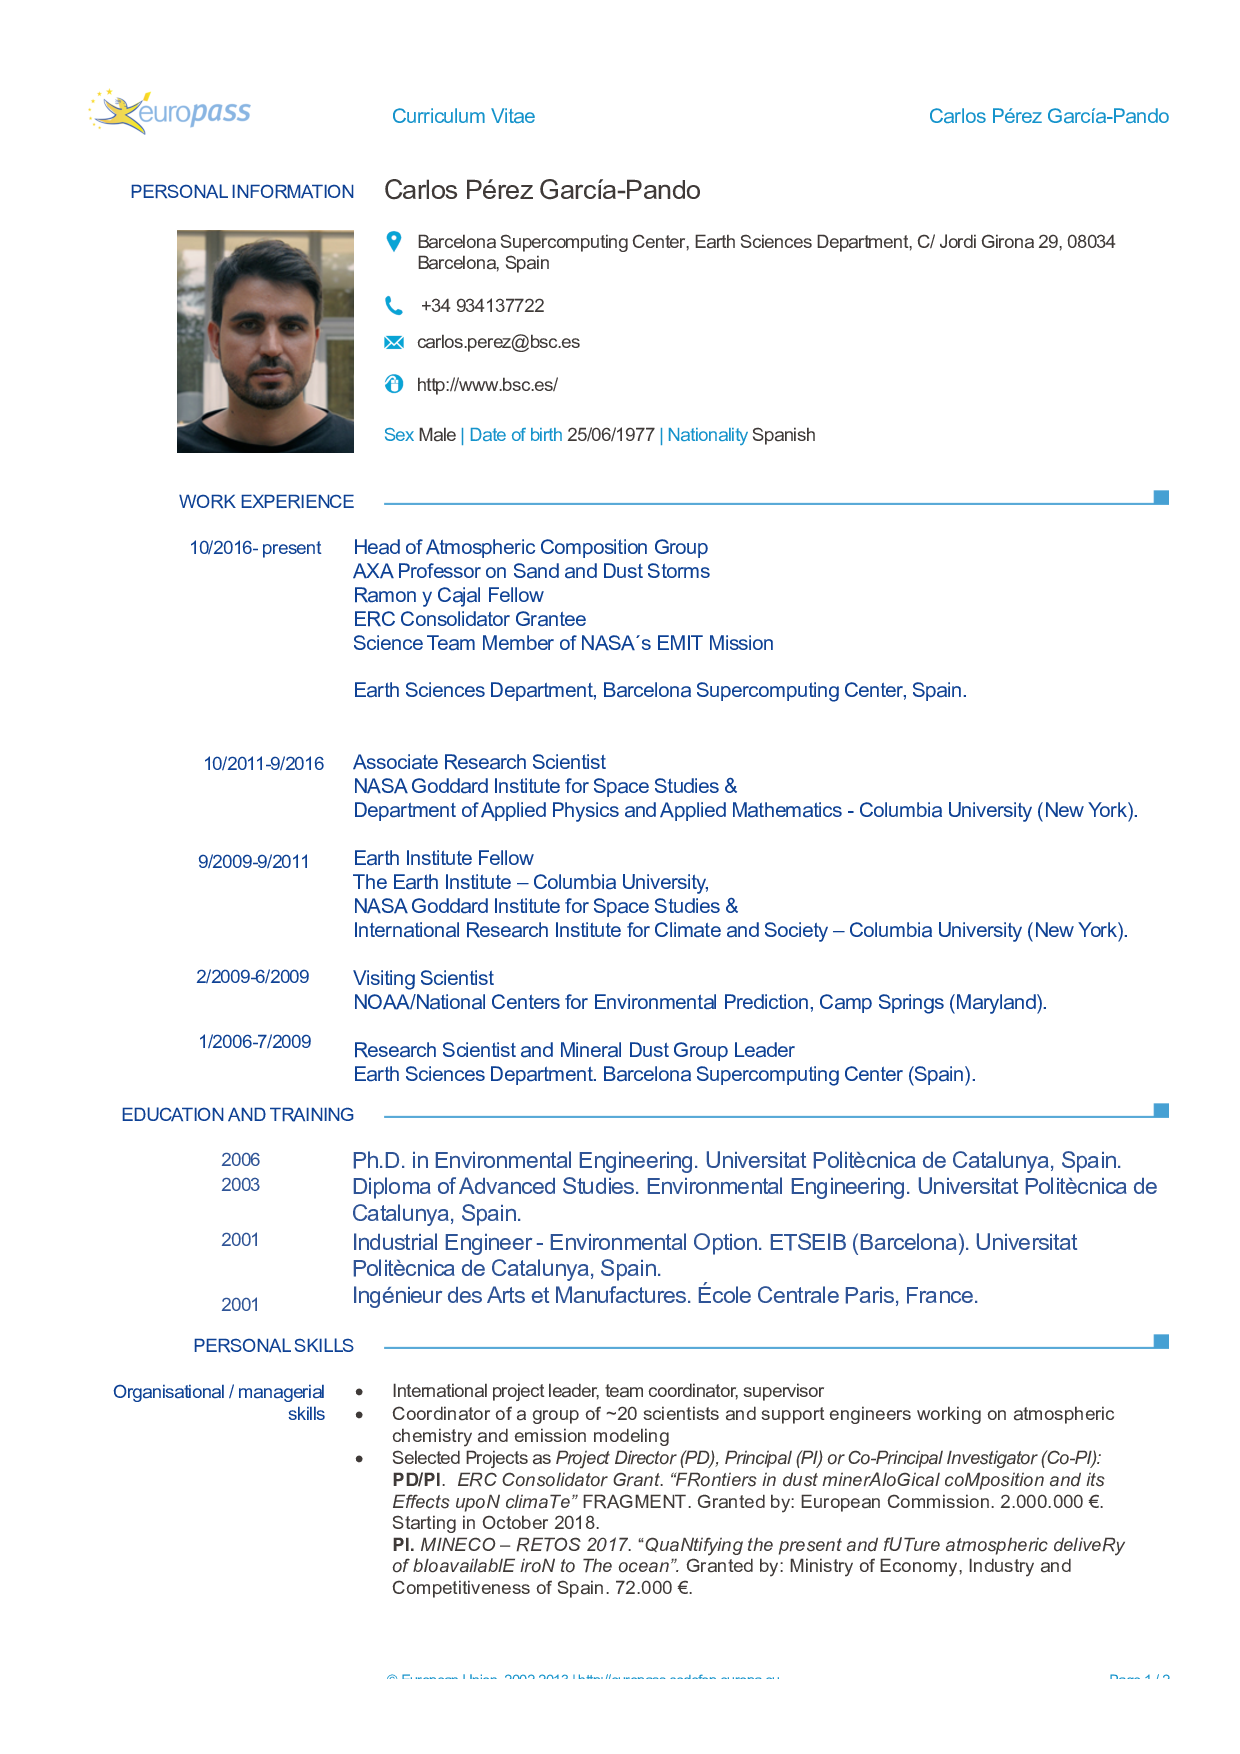 europass
Curriculum Vitae
Carlos Pérez García-Pando
PERSONAL INFORMATION
Carlos Pérez García-Pando
Barcelona Supercomputing Center, Earth Sciences Department, C/ Jordi Girona 29, 08034
Barcelona, Spain
+34 934137722
carlos.perez@bsc.es
http://www.bsc.es/
Sex Male | Date of birth 25/06/1977 | Nationality Spanish
WORK EXPERIENCE
10/2016- present
Head of Atmospheric Composition Group
AXA Professor on Sand and Dust Storms
Ramon y Cajal Fellow
ERC Consolidator Grantee
Science Team Member of NASA´s EMIT Mission
Earth Sciences Department, Barcelona Supercomputing Center, Spain.
10/2011-9/2016
Associate Research Scientist
NASA Goddard Institute for Space Studies &
Department of Applied Physics and Applied Mathematics - Columbia University (New York).
9/2009-9/2011
Earth Institute Fellow
The Earth Institute – Columbia University,
NASA Goddard Institute for Space Studies &
International Research Institute for Climate and Society – Columbia University (New York).
2/2009-6/2009
Visiting Scientist
NOAA/National Centers for Environmental Prediction, Camp Springs (Maryland).
1/2006-7/2009
Research Scientist and Mineral Dust Group Leader
Earth Sciences Department. Barcelona Supercomputing Center (Spain).
EDUCATION AND TRAINING
2006
Ph.D. in Environmental Engineering. Universitat Politècnica de Catalunya, Spain.
2003
Diploma of Advanced Studies. Environmental Engineering. Universitat Politècnica de
Catalunya, Spain.
2001
Industrial Engineer - Environmental Option. ETSEIB (Barcelona). Universitat
Politècnica de Catalunya, Spain.
2001
Ingénieur des Arts et Manufactures. École Centrale Paris, France.
PERSONAL SKILLS
Organisational / managerial
skills
• International project leader, team coordinator, supervisor
• Coordinator of a group of ~20 scientists and support engineers working on atmospheric
chemistry and emission modeling
• Selected Projects as Project Director (PD), Principal (PI) or Co-Principal Investigator (Co-PI):
PD/PI. ERC Consolidator Grant. “FRontiers in dust minerAloGical coMposition and its
Effects upoN climaTe” FRAGMENT. Granted by: European Commission. 2.000.000 €.
Starting in October 2018.
PI. MINECO – RETOS 2017. “QuaNtifying the present and fUTure atmospheric deliveRy
of bIoavailablE iroN to The ocean”. Granted by: Ministry of Economy, Industry and
Competitiveness of Spain. 72.000 €.
© European Union, 2002-2013 | http://europass.cedefop.europa.eu
Page 1 / 2